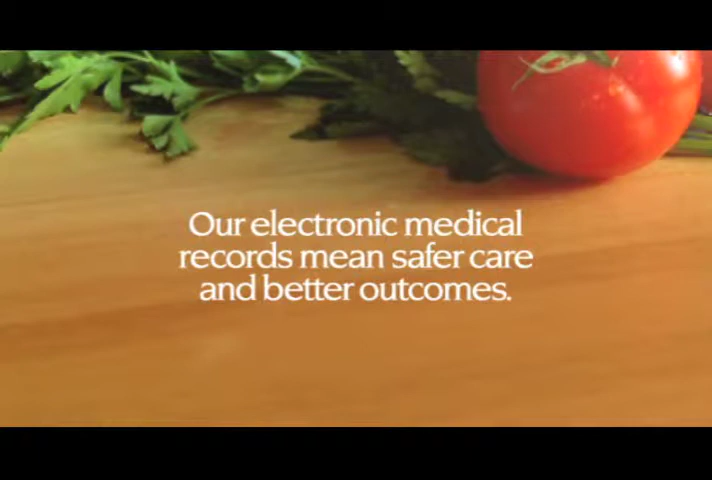 Our electronic medical
records mean safer care
and better outcomes.